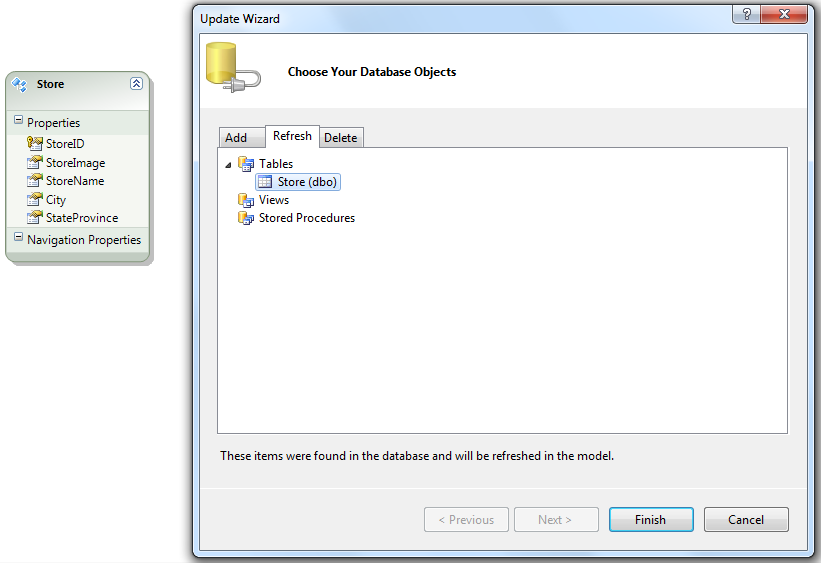 Store
Properties
StoreID
StoreImage
StoreName
City
StateProvince
Navigation Properties
Update Wizard
?
Choose Your Database Objects
Add Refresh Delete
Tables
Store (dbo)
Views
Stored Procedures
These items were found in the database and will be refreshed in the model.
< Previous Next > Finish Cancel